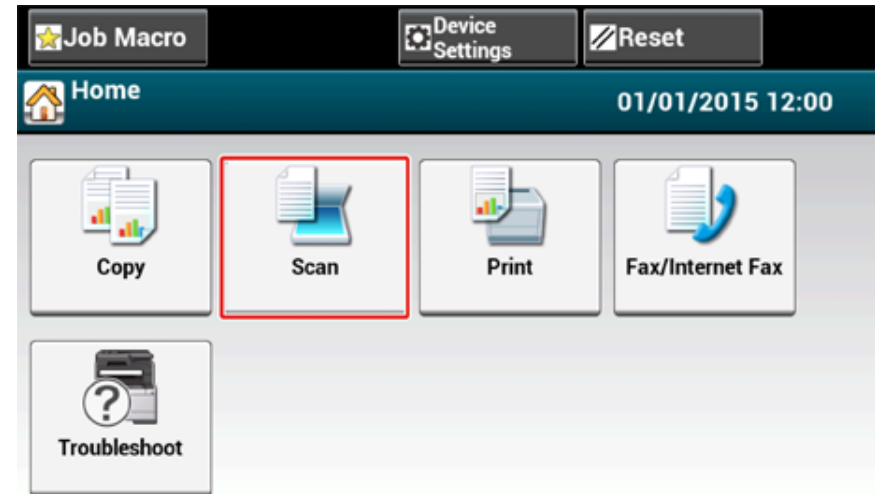 Job Macro
Device
Settings
Reset
Home
01/01/2015 12:00
Copy
Scan
Print
Fax/Internet Fax
Troubleshoot